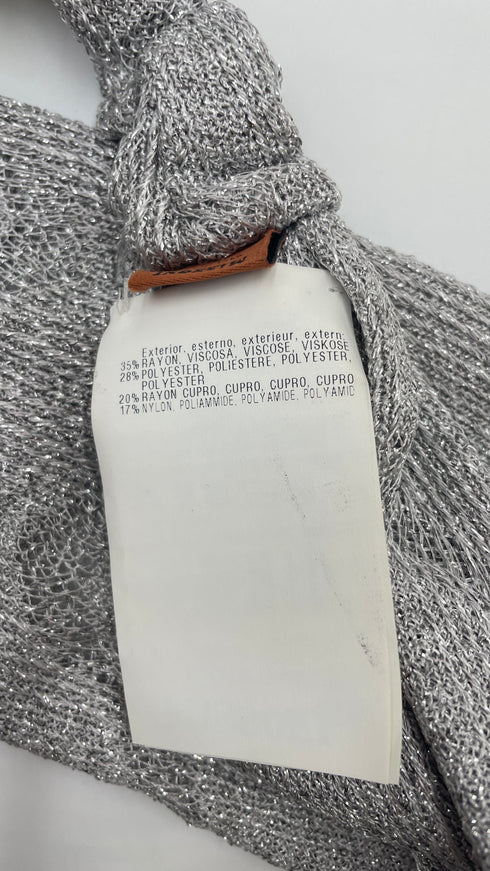 Exterior, esterno, exterieur, extern:
35% RAYON, VISCOSA, VISCOSE, VISKOSE
28% POLYESTER, POLIESTERE, POLYESTER,
POLYESTER
20% RAYON CUPRO, CUPRO, CUPRO, CUPRO
17% NYLON, POLIAMMIDE, POLYAMIDE, POLYAMID